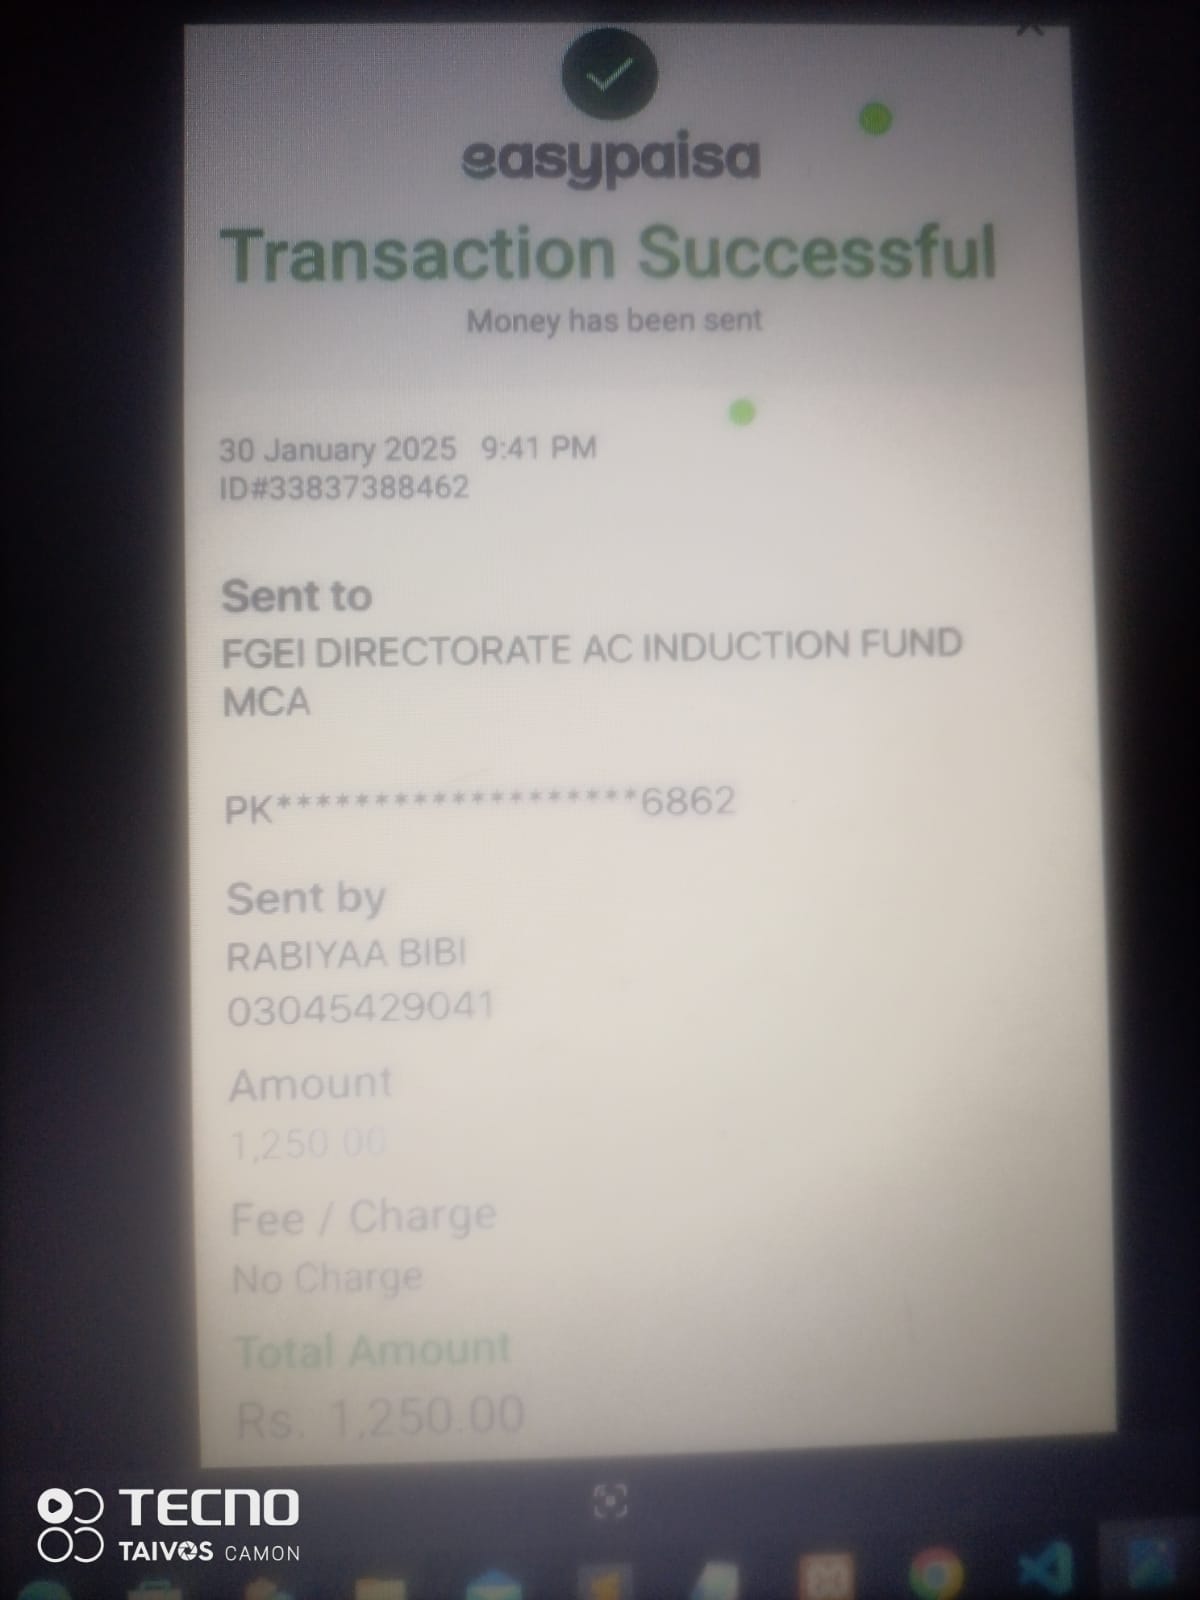 easypaisa
Transaction Successful
Money has been sent
30 January 2025 9:41 PM
ID#33837388462
Sent to
FGEI DIRECTORATE AC INDUCTION FUND
MCA
PK*******************6862
Sent by
RABIYAA BIBI
03045429041
Amount
1,250.00
Fee / Charge
No Charge
Total Amount
Rs. 1,250.00
TECNO
TAIVOS CAMON